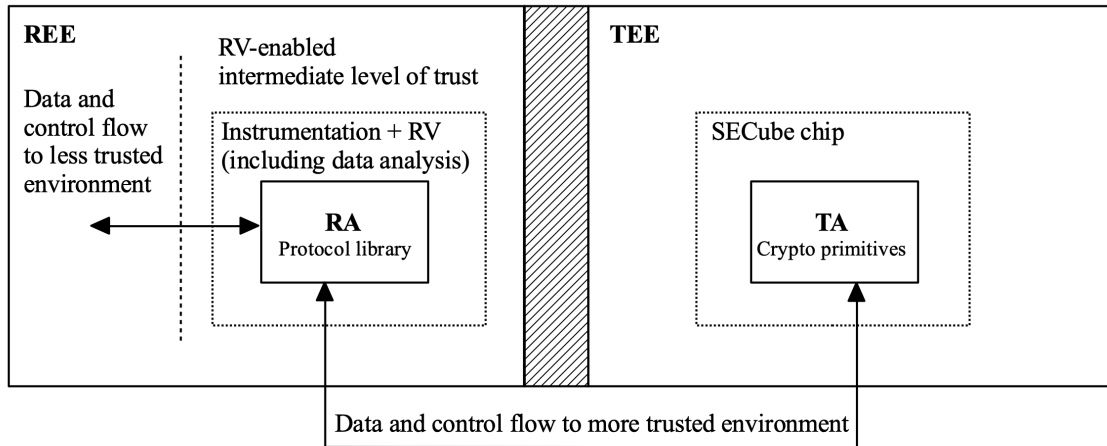 REE
RV-enabled
intermediate level of trust
Data and
control flow
to less trusted
environment
Instrumentation + RV
(including data analysis)
RA
Protocol library
TEE
SECube chip
TA
Crypto primitives
Data and control flow to more trusted environment